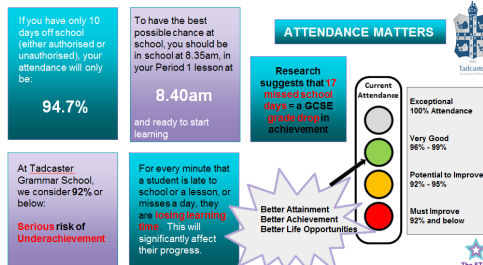 If you have only 10
days off school
(either authorised or
unauthorised), your
attendance will only
be:
94.7%
To have the best
possible chance at
school, you should be
in school at 8.35am, in
your Period 1 lesson at
8.40am
and ready to start
learning
ATTENDANCE MATTERS
Tadcaster
Research
suggests that 17
missed school
days = a GCSE
grade drop in
achievement
Current
Attendance
Exceptional
100% Attendance
Very Good
96% - 99%
Potential to Improve
92% - 95%
Must Improve
92% and below
At Tadcaster
Grammar School,
we consider 92% or
below:
Serious risk of
Underachievement
For every minute that
a student is late to
school or a lesson, or
misses a day, they
are losing learning
time. This will
significantly affect
their progress.
Better Attainment
Better Achievement
Better Life Opportunities